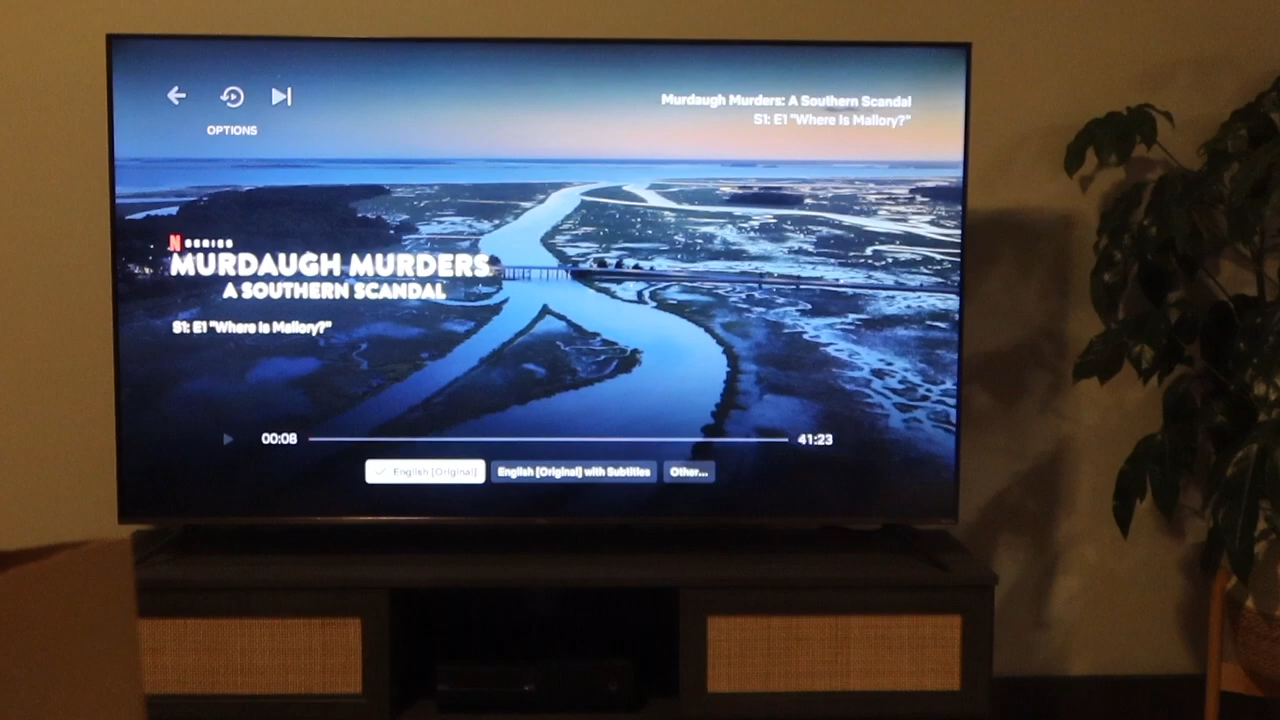 OPTIONS
Murdaugh Murders: A Southern Scandal
S1: E1 "Where Is Mallory?"
N SERIES
MURDAUGH MURDERS
A SOUTHERN SCANDAL
S1: E1 "Where Is Mallory?"
00:08
41:23
English [Original]
English [Original] with Subtitles
Other...